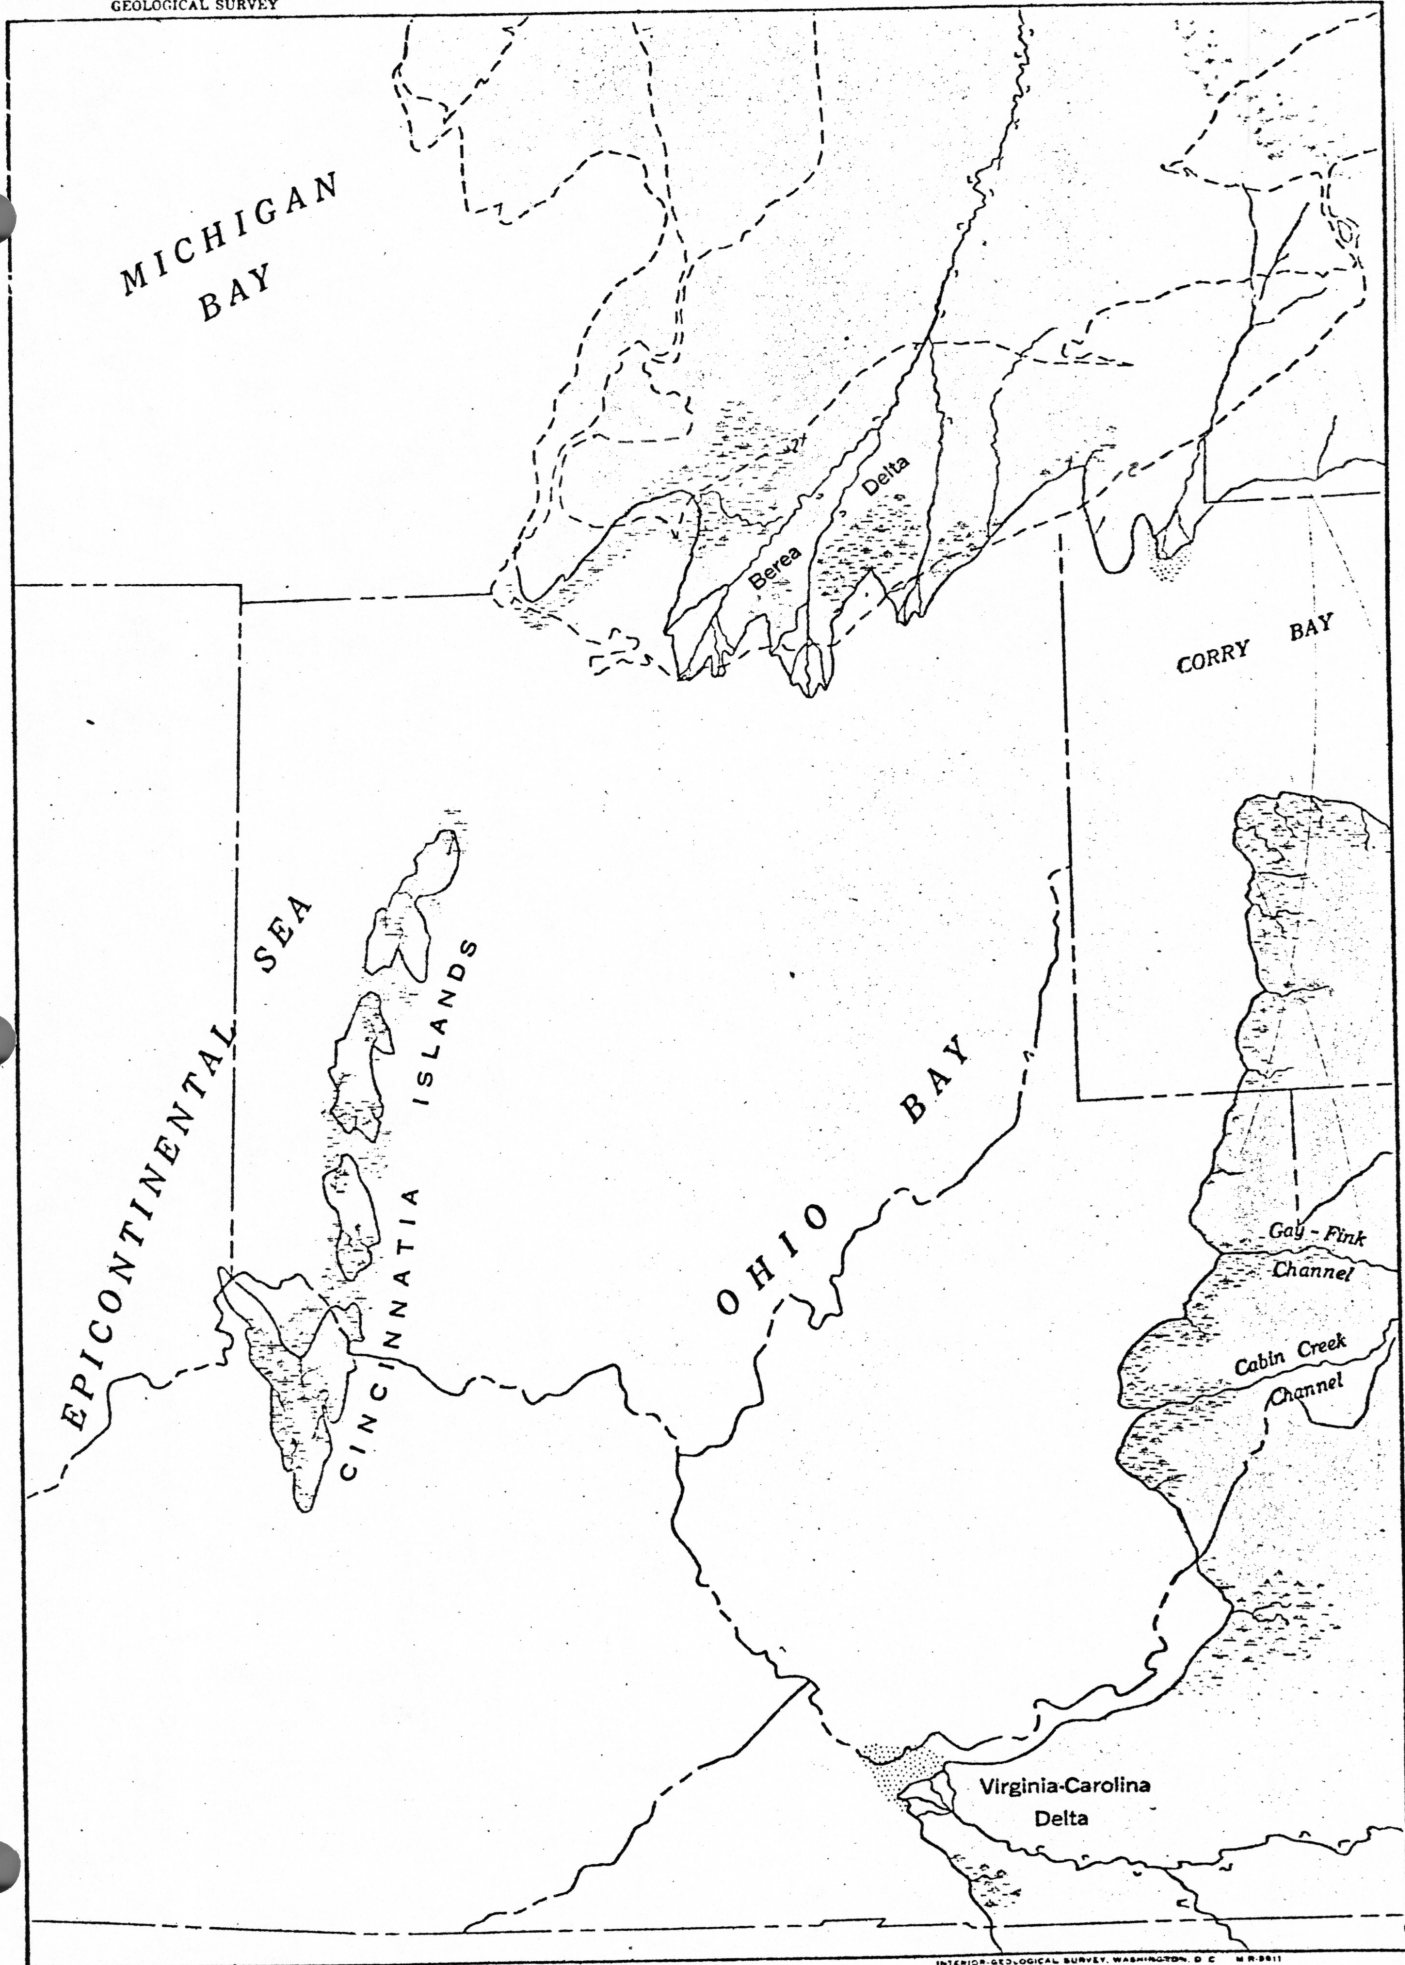 GEOLOGICAL SURVEY
MICHIGAN
BAY
Berea Delta
CORRY BAY
EPICONTINENTAL SEA
CINCINNATIA ISLANDS
OHIO BAY
Gay-Fink
Channel
Cabin Creek
Channel
Virginia-Carolina
Delta
INTERIOR-GEOLOGICAL SURVEY, WASHINGTON, D C